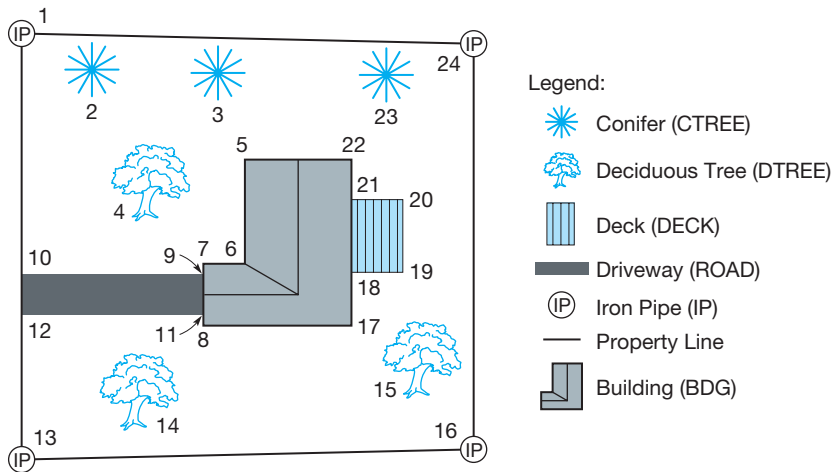 1
IP
IP
24
2
3
23
5
22
4
21
20
10
9
7
6
19
18
12
11
8
17
15
14
13
16
IP
IP
Legend:
Conifer (CTREE)
Deciduous Tree (DTREE)
Deck (DECK)
Driveway (ROAD)
IP Iron Pipe (IP)
Property Line
Building (BDG)